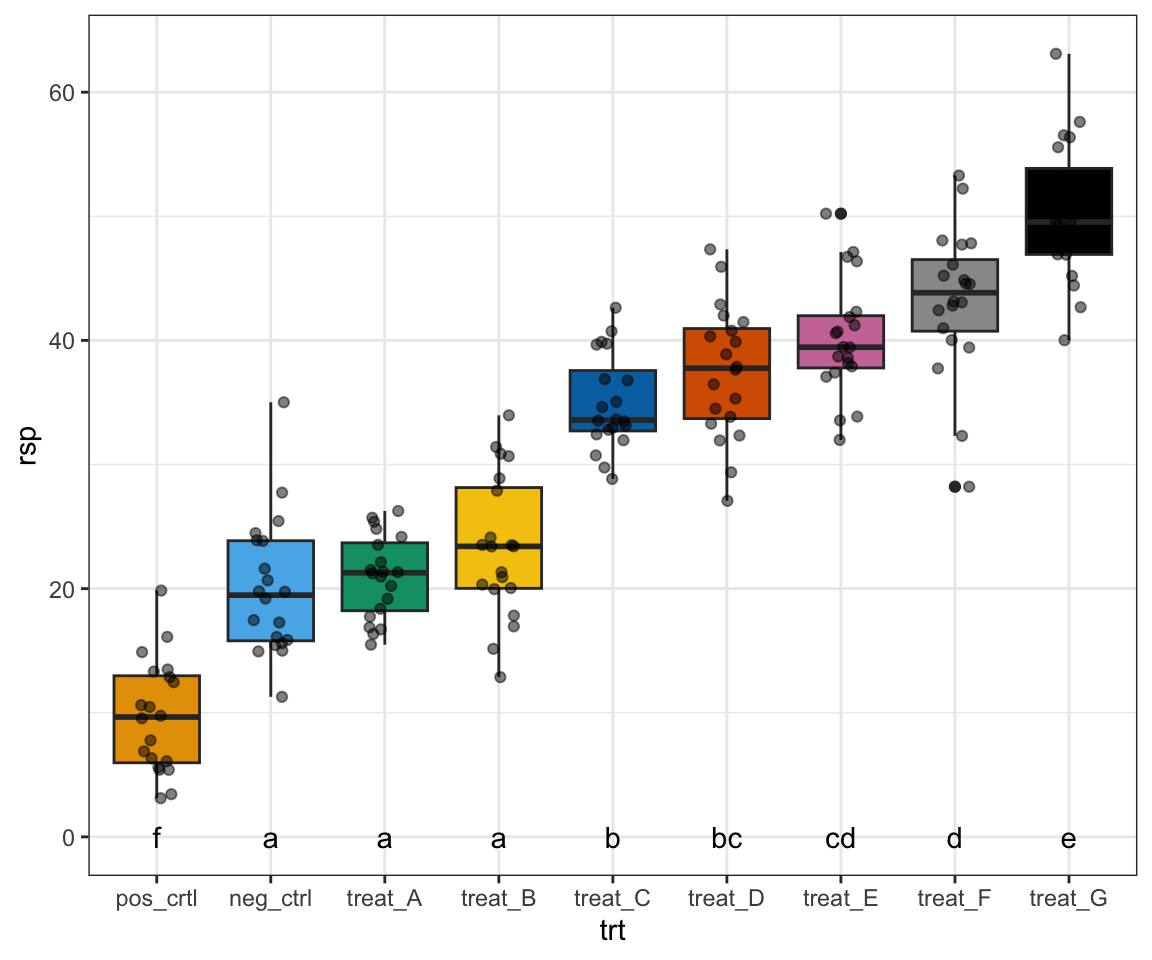 60
40
20
0
rsp
f a a a b bc cd d e
pos_crtl neg_ctrl treat_A treat_B treat_C treat_D treat_E treat_F treat_G
trt